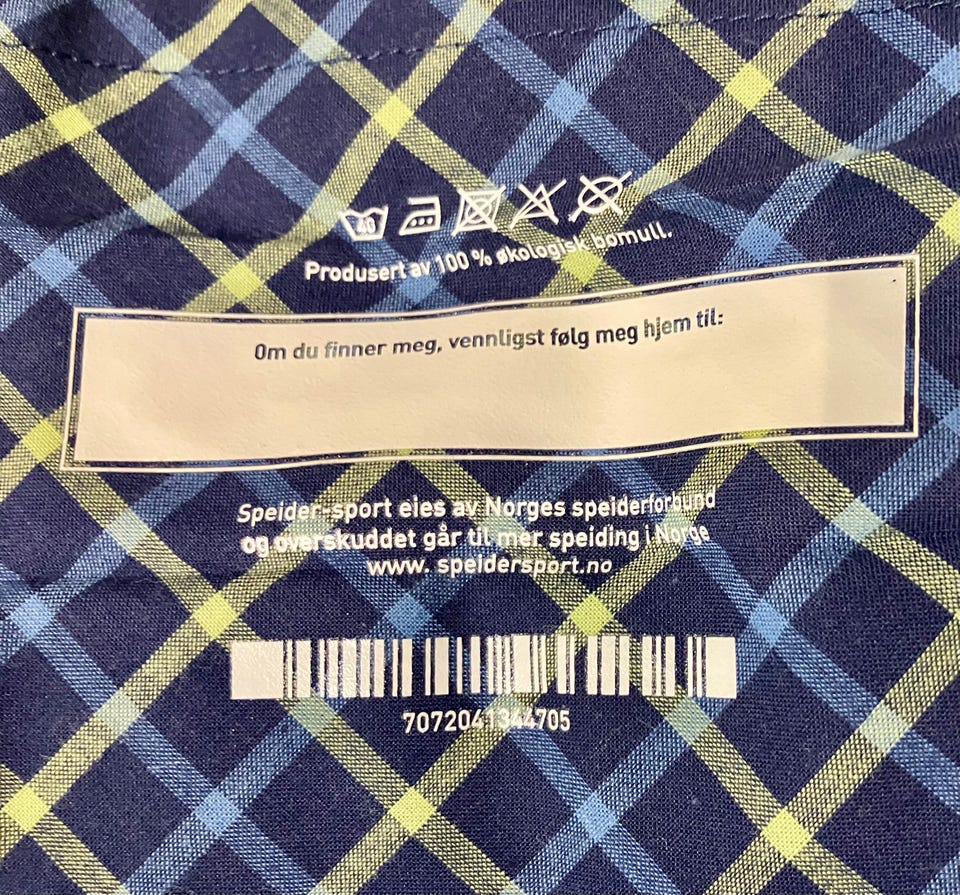 40
Produsert av 100 % økologisk bomull.
Om du finner meg, vennligst følg meg hjem til:
Speider-sport eies av Norges speiderforbund
og overskuddet går til mer speiding i Norge
www. speidersport.no
7072041344705